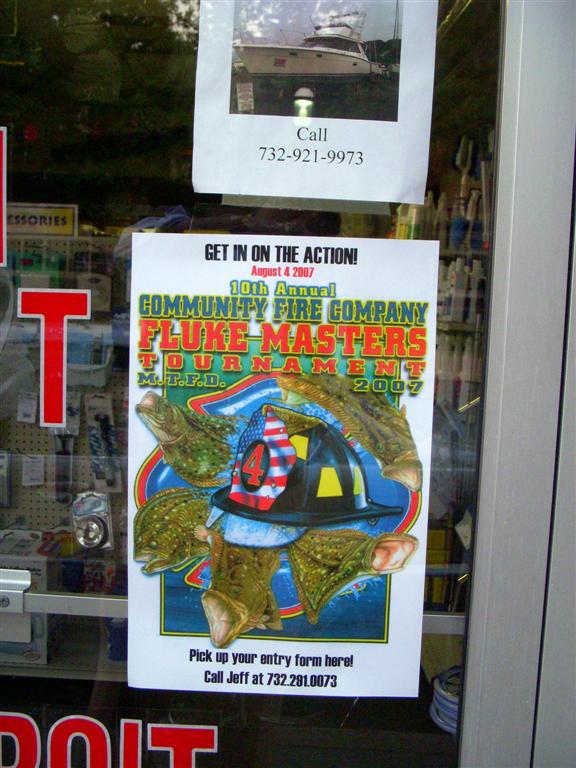 Call
732-921-9973
ESSORIES
GET IN ON THE ACTION!
August 4 2007
10th Annual
COMMUNITY FIRE COMPANY
FLUKE MASTERS
TOURNAMENT
M.T.F.D. 2007
T
4
Pick up your entry form here!
Call Jeff at 732.291.0073
ROIT